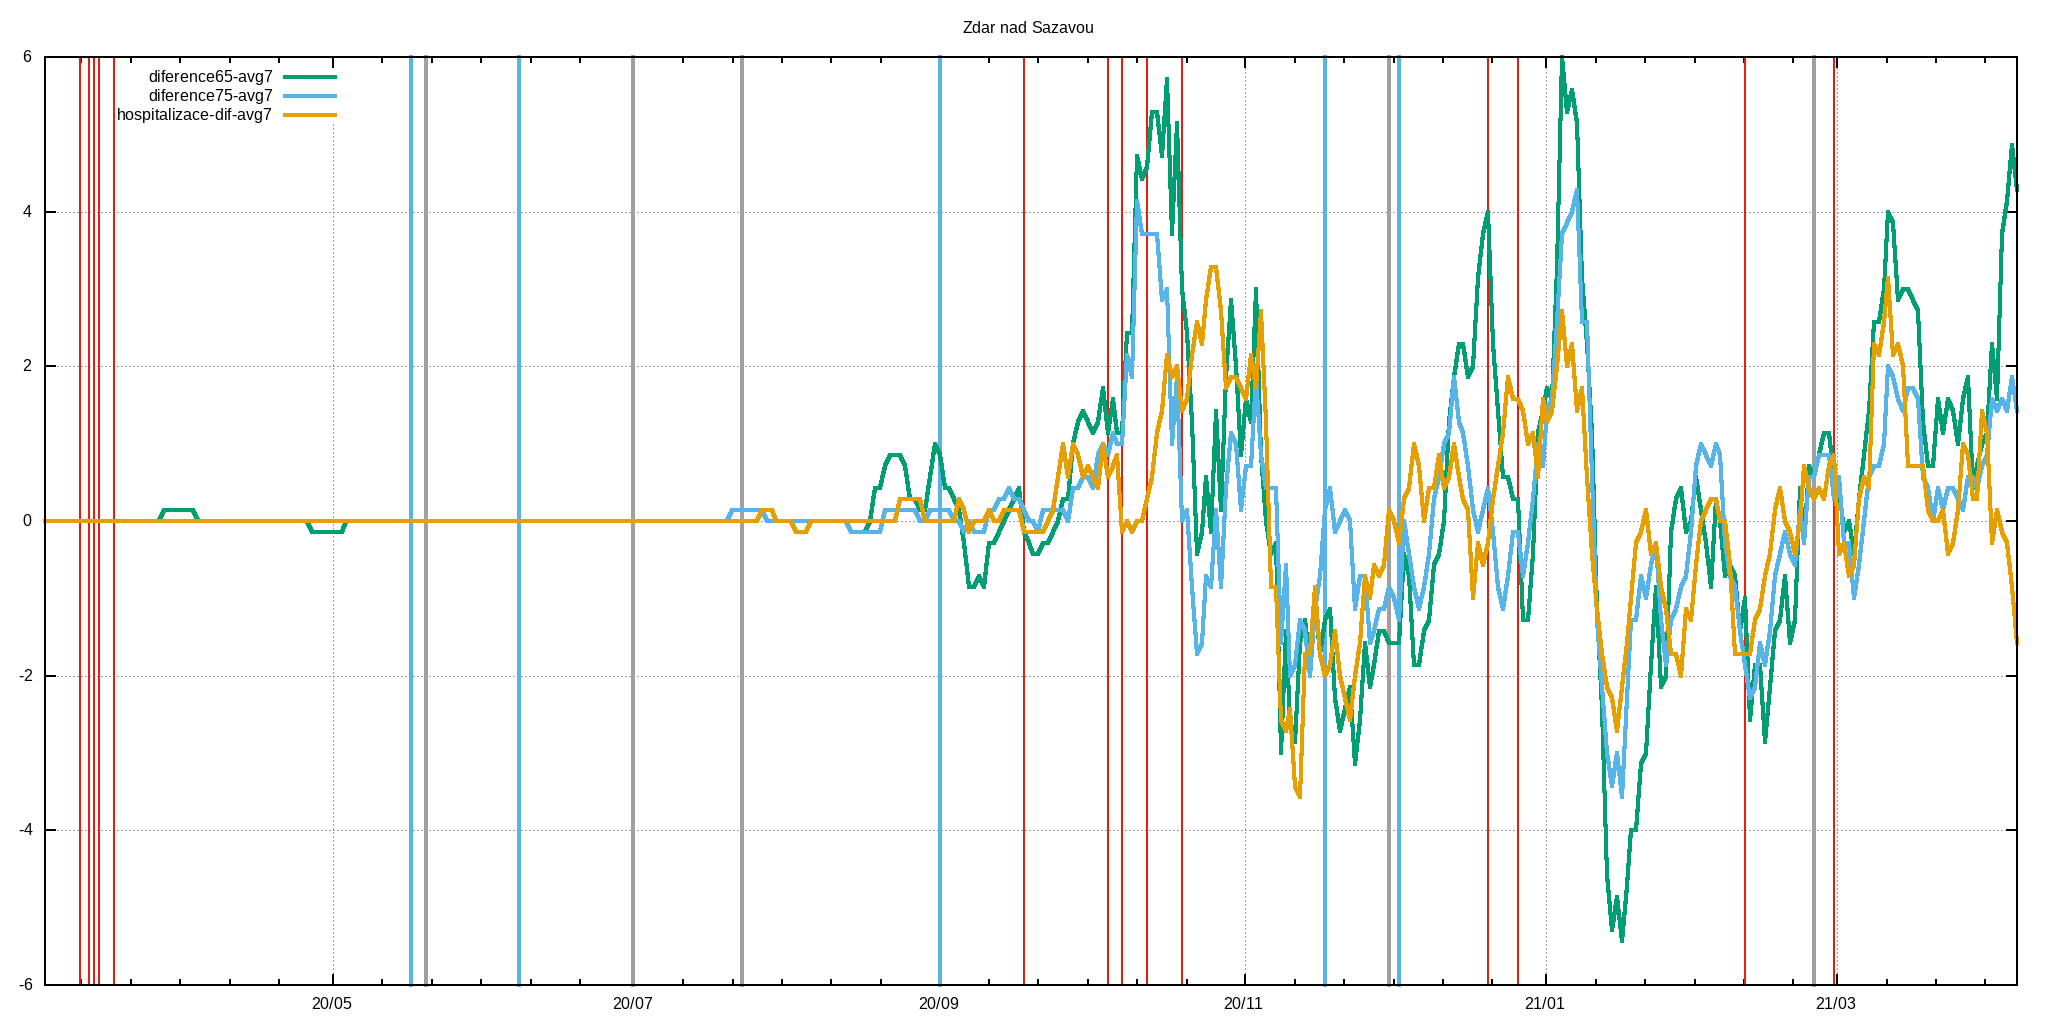 Zdar nad Sazavou
diference65-avg7
diference75-avg7
hospitalizace-dif-avg7
6
4
2
0
-2
-4
-6
20/05 20/07 20/09 20/11 21/01 21/03